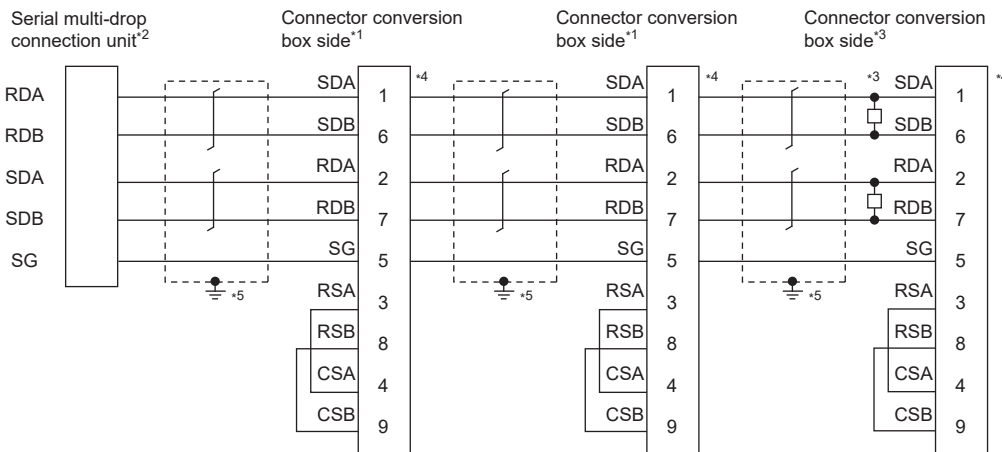 Serial multi-drop
connection unit*2
Connector conversion
box side*1
Connector conversion
box side*1
Connector conversion
box side*3
RDA
RDB
SDA
SDB
SG
*5
SDA
SDB
RDA
RDB
SG
RSA
RSB
CSA
CSB
*4
1
6
2
7
5
3
8
4
9
*5
SDA
SDB
RDA
RDB
SG
RSA
RSB
CSA
CSB
*4
1
6
2
7
5
3
8
4
9
*5
*3
SDA
SDB
RDA
RDB
SG
RSA
RSB
CSA
CSB
1
6
2
7
5
3
8
4
9